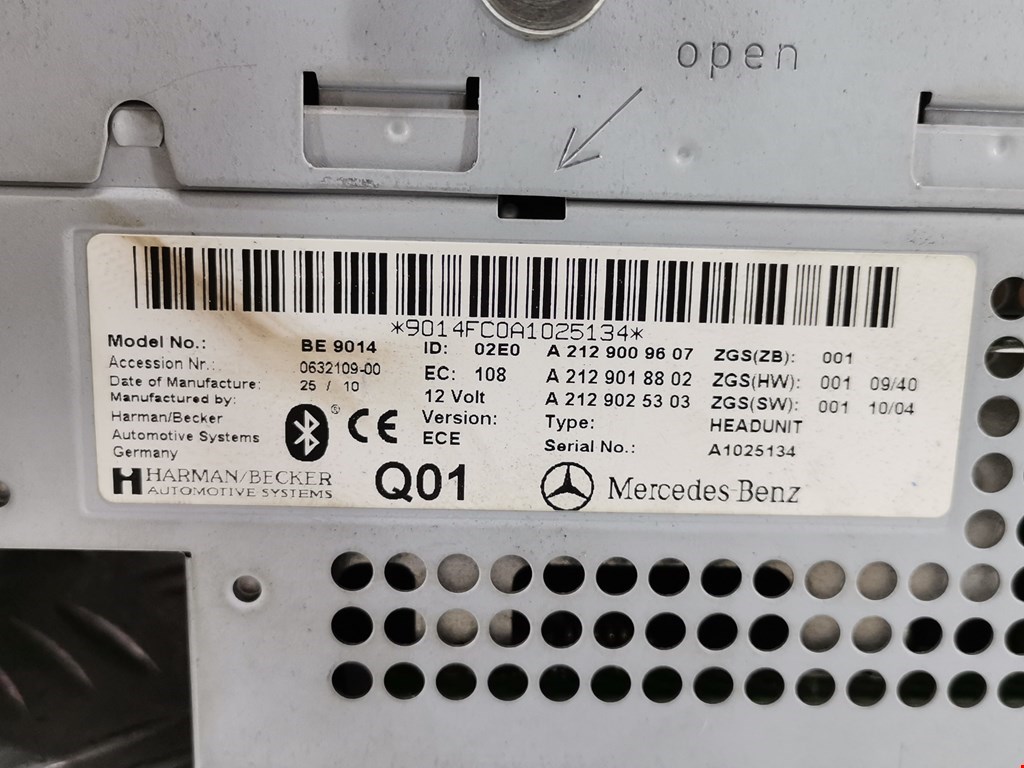 open
*9014FC0A1025134*
Model No.: BE 9014 ID: 02E0 A 212 900 96 07 ZGS(ZB): 001
Accession Nr.: 0632109-00 EC: 108 A 212 901 88 02 ZGS(HW): 001 09/40
Date of Manufacture: 25 / 10 12 Volt A 212 902 53 03 ZGS(SW): 001 10/04
Manufactured by: ® Version: Type: HEADUNIT
Harman/Becker CE ECE Serial No.: A1025134
Automotive Systems
Germany
HARMAN/BECKER Q01 Mercedes-Benz
AUTOMOTIVE SYSTEMS